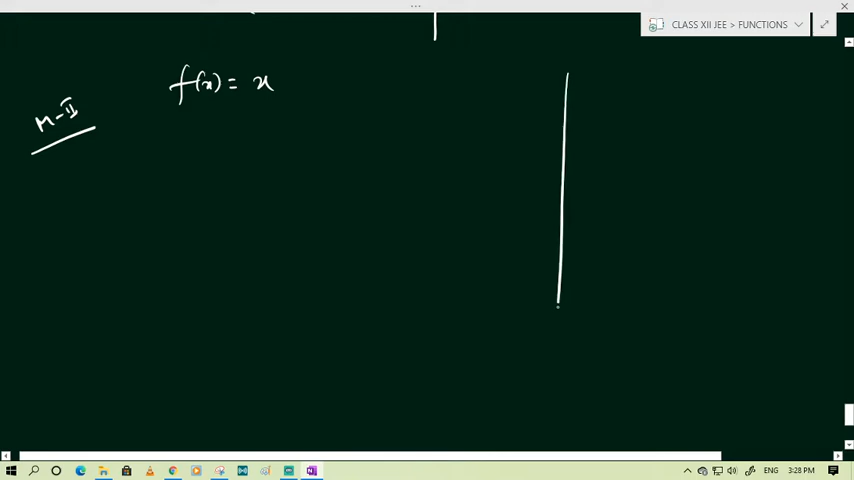 CLASS XII JEE > FUNCTIONS
f(x) = x
M-II
ENG 3:28 PM